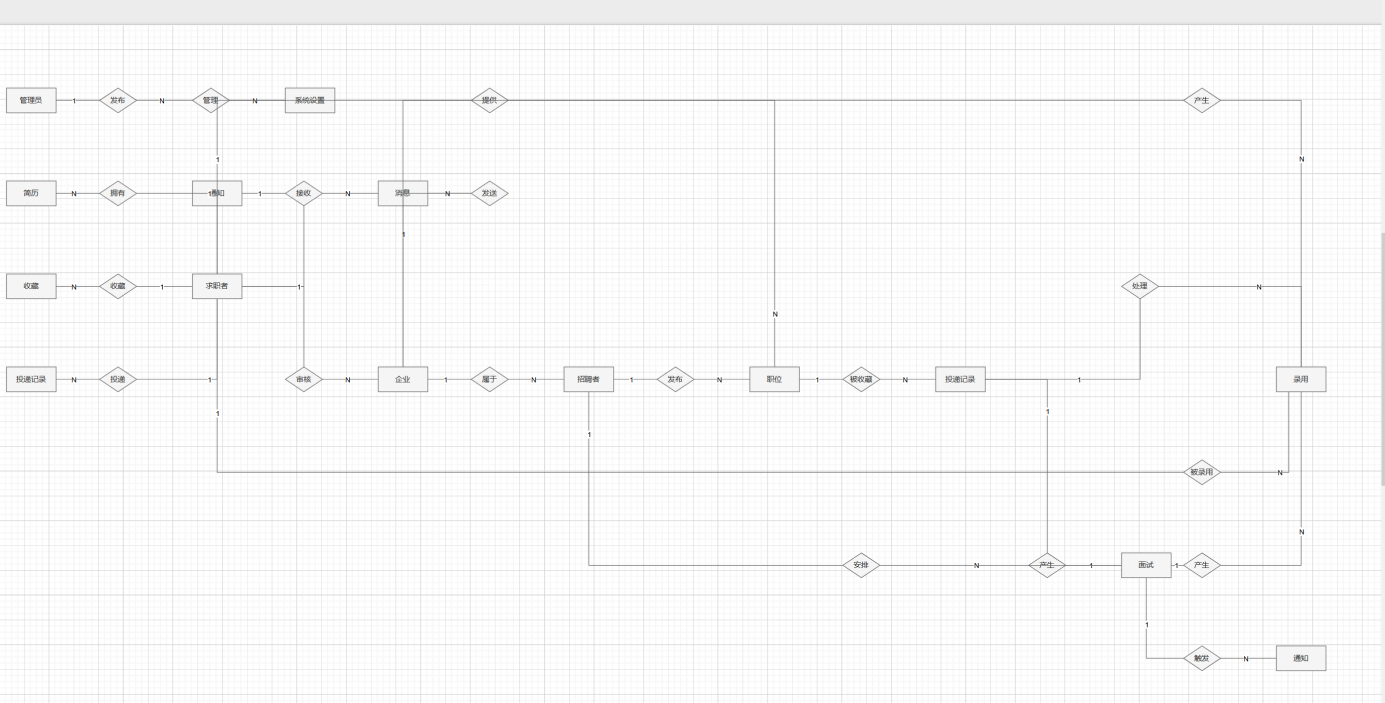 管理员 1 发布 N 管理 N 系统设置 提供 产生
1 N
简历 N 拥有 1 通知 1 接收 N 消息 N 发送
1
收藏 N 收藏 1 求职者 1 处理 N
N
投递记录 N 投递 1 审核 N 企业 1 属于 N 招聘者 1 发布 N 职位 1 被收藏 N 投递记录 1 录用
1 1
1
被录用 N
N
安排 N 产生 1 面试 1 产生
1
触发 N 通知